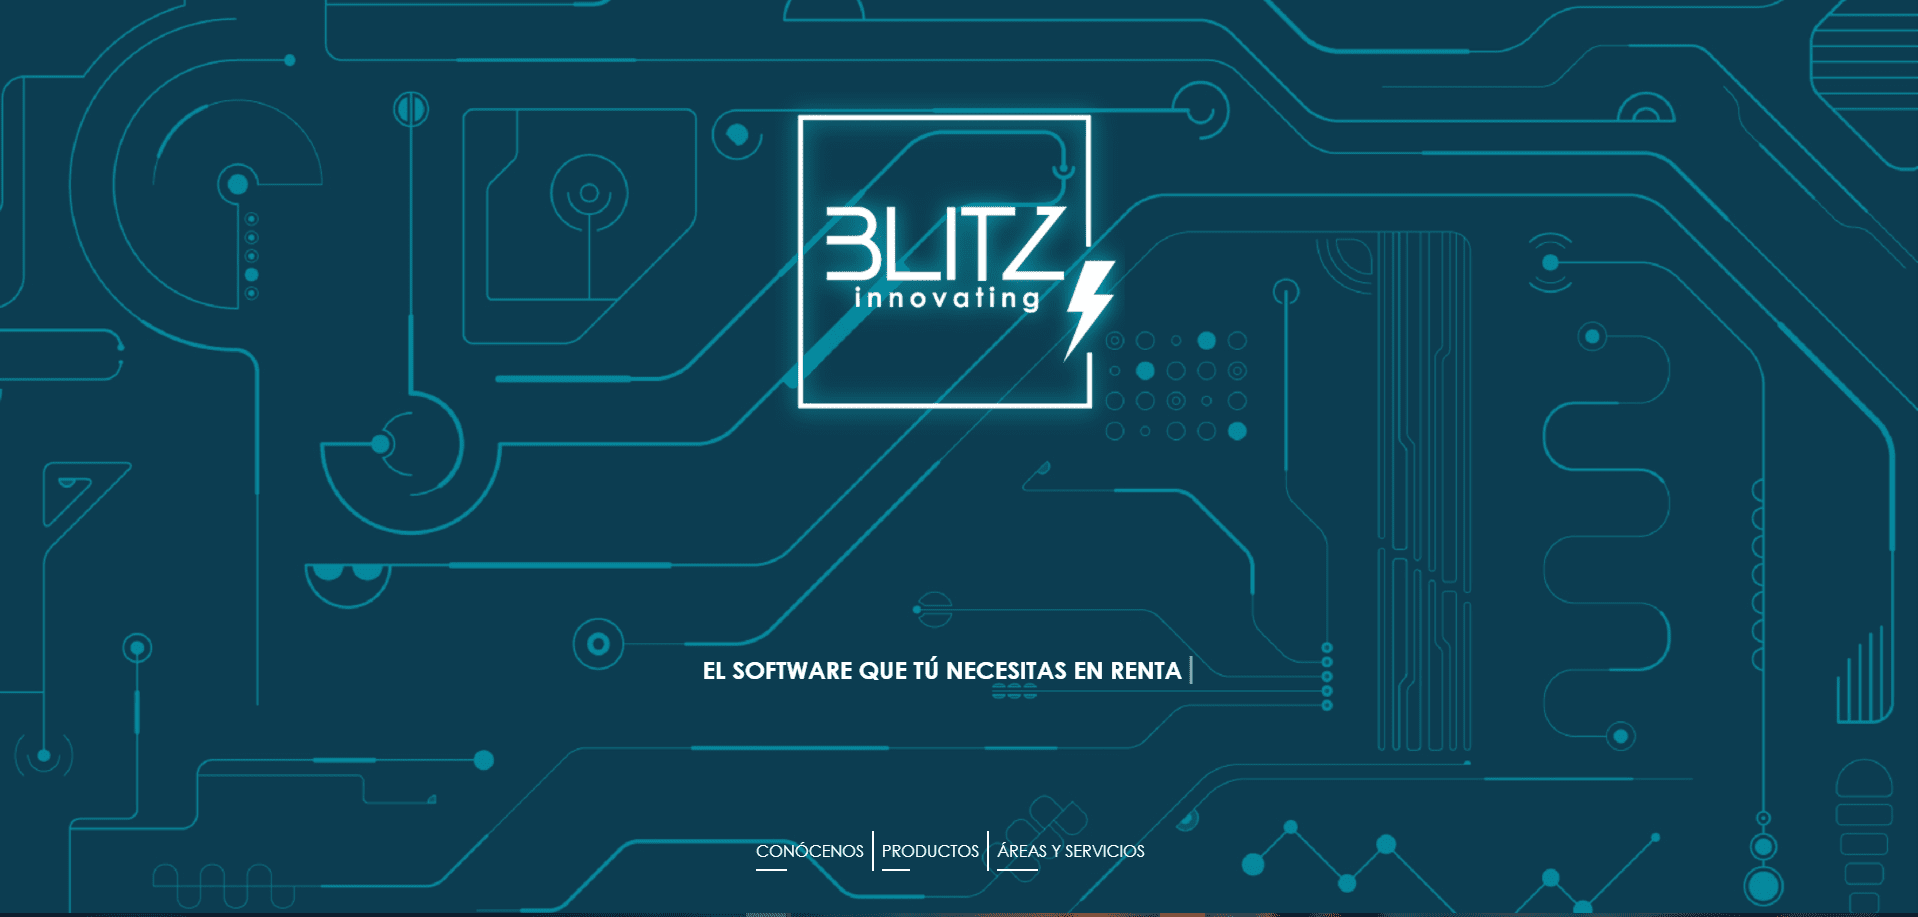 BLITZ
innovating
EL SOFTWARE QUE TÚ NECESITAS EN RENTA
CONÓCENOS
PRODUCTOS
ÁREAS Y SERVICIOS